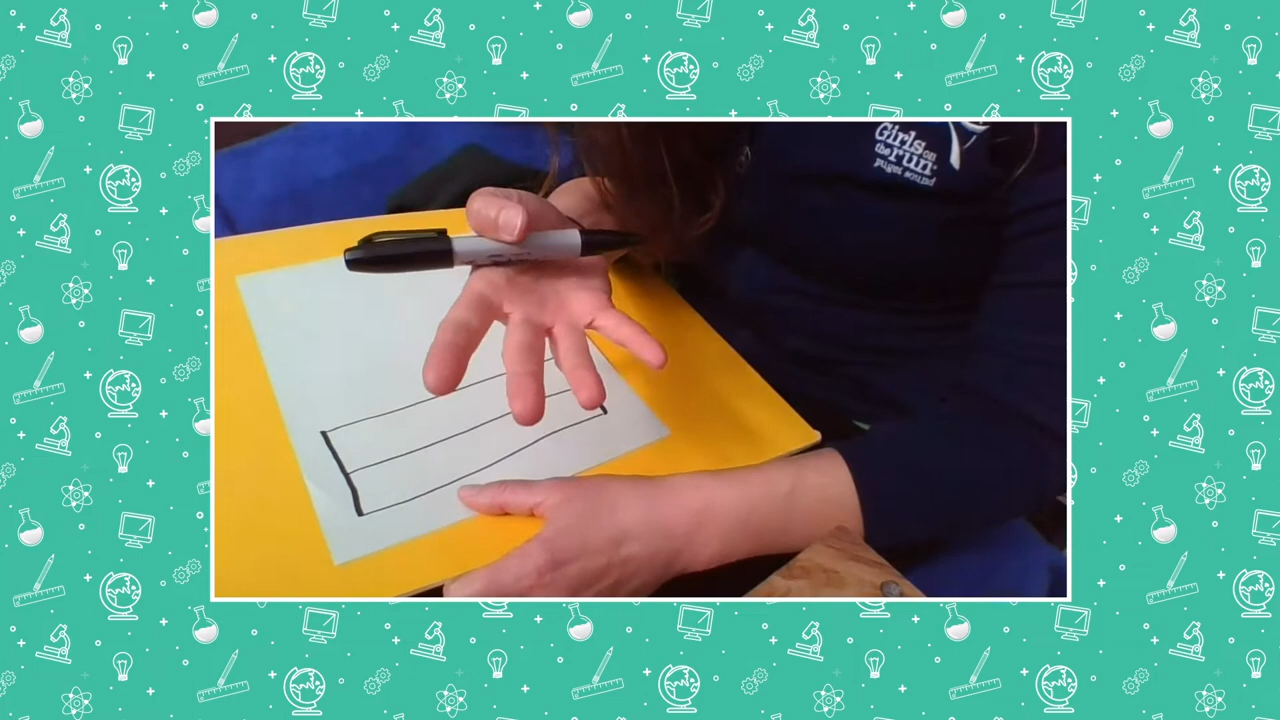 Girls on
the run
puget sound